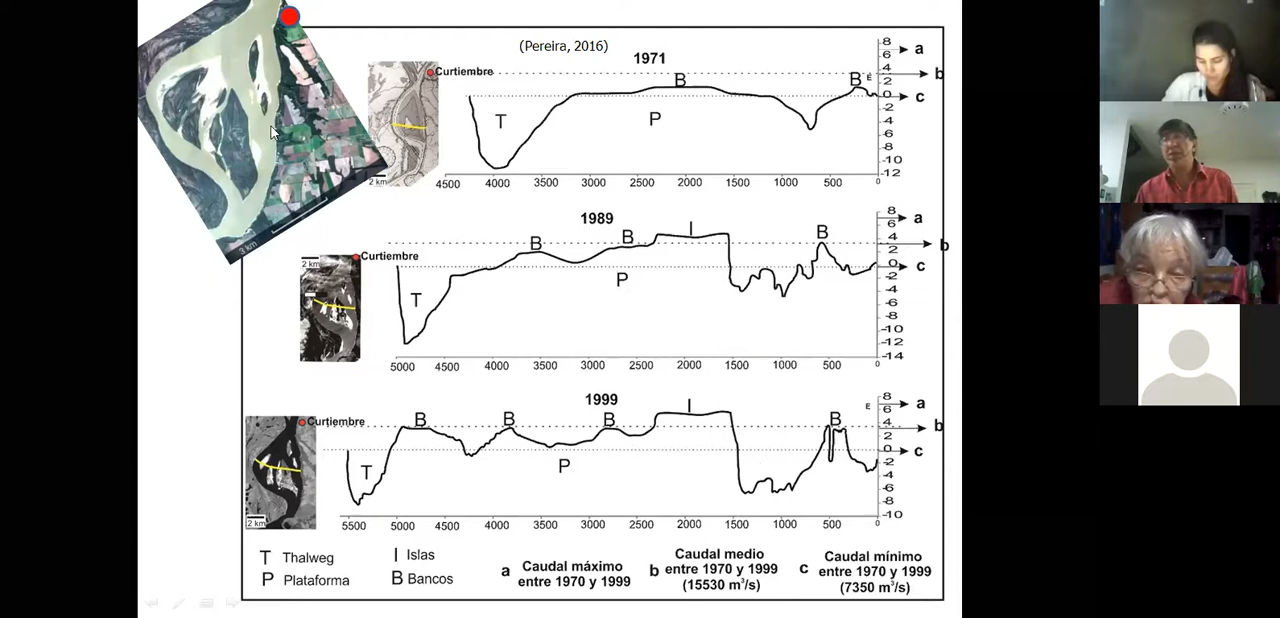 (Pereira, 2016)
1971
Curtiembre
2 km
3 km
T
P
B
B
E
8
6
4
2
0
-2
-4
-6
-8
-10
-12
a
b
c
4500 4000 3500 3000 2500 2000 1500 1000 500 0
1989
2 km
Curtiembre
T
B
B
I
P
B
8
6
4
2
0
-2
-4
-6
-8
-10
-12
-14
a
b
c
5000 4500 4000 3500 3000 2500 2000 1500 1000 500 0
1999
Curtiembre
2 km
T
B
B
B
I
P
B
E
8
6
4
2
0
-2
-4
-6
-8
-10
a
b
c
5500 5000 4500 4000 3500 3000 2500 2000 1500 1000 500 0
T Thalweg
P Plataforma
I Islas
B Bancos
a Caudal máximo
entre 1970 y 1999
b Caudal medio
entre 1970 y 1999
(15530 m³/s)
c Caudal mínimo
entre 1970 y 1999
(7350 m³/s)